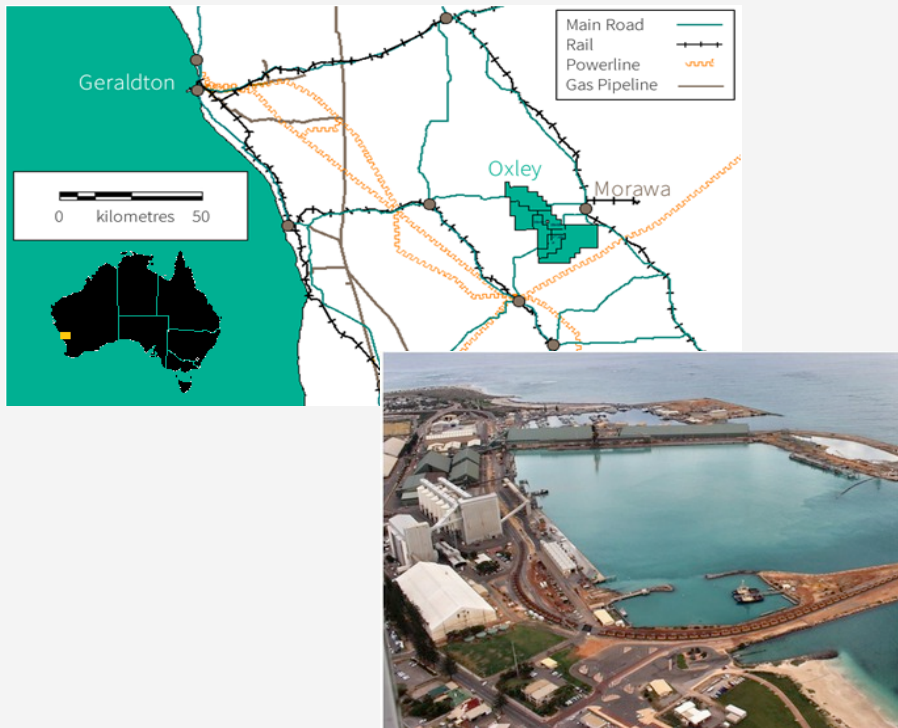 Main Road
Rail
Powerline
Gas Pipeline
Geraldton
Oxley
Morawa
0 kilometres 50